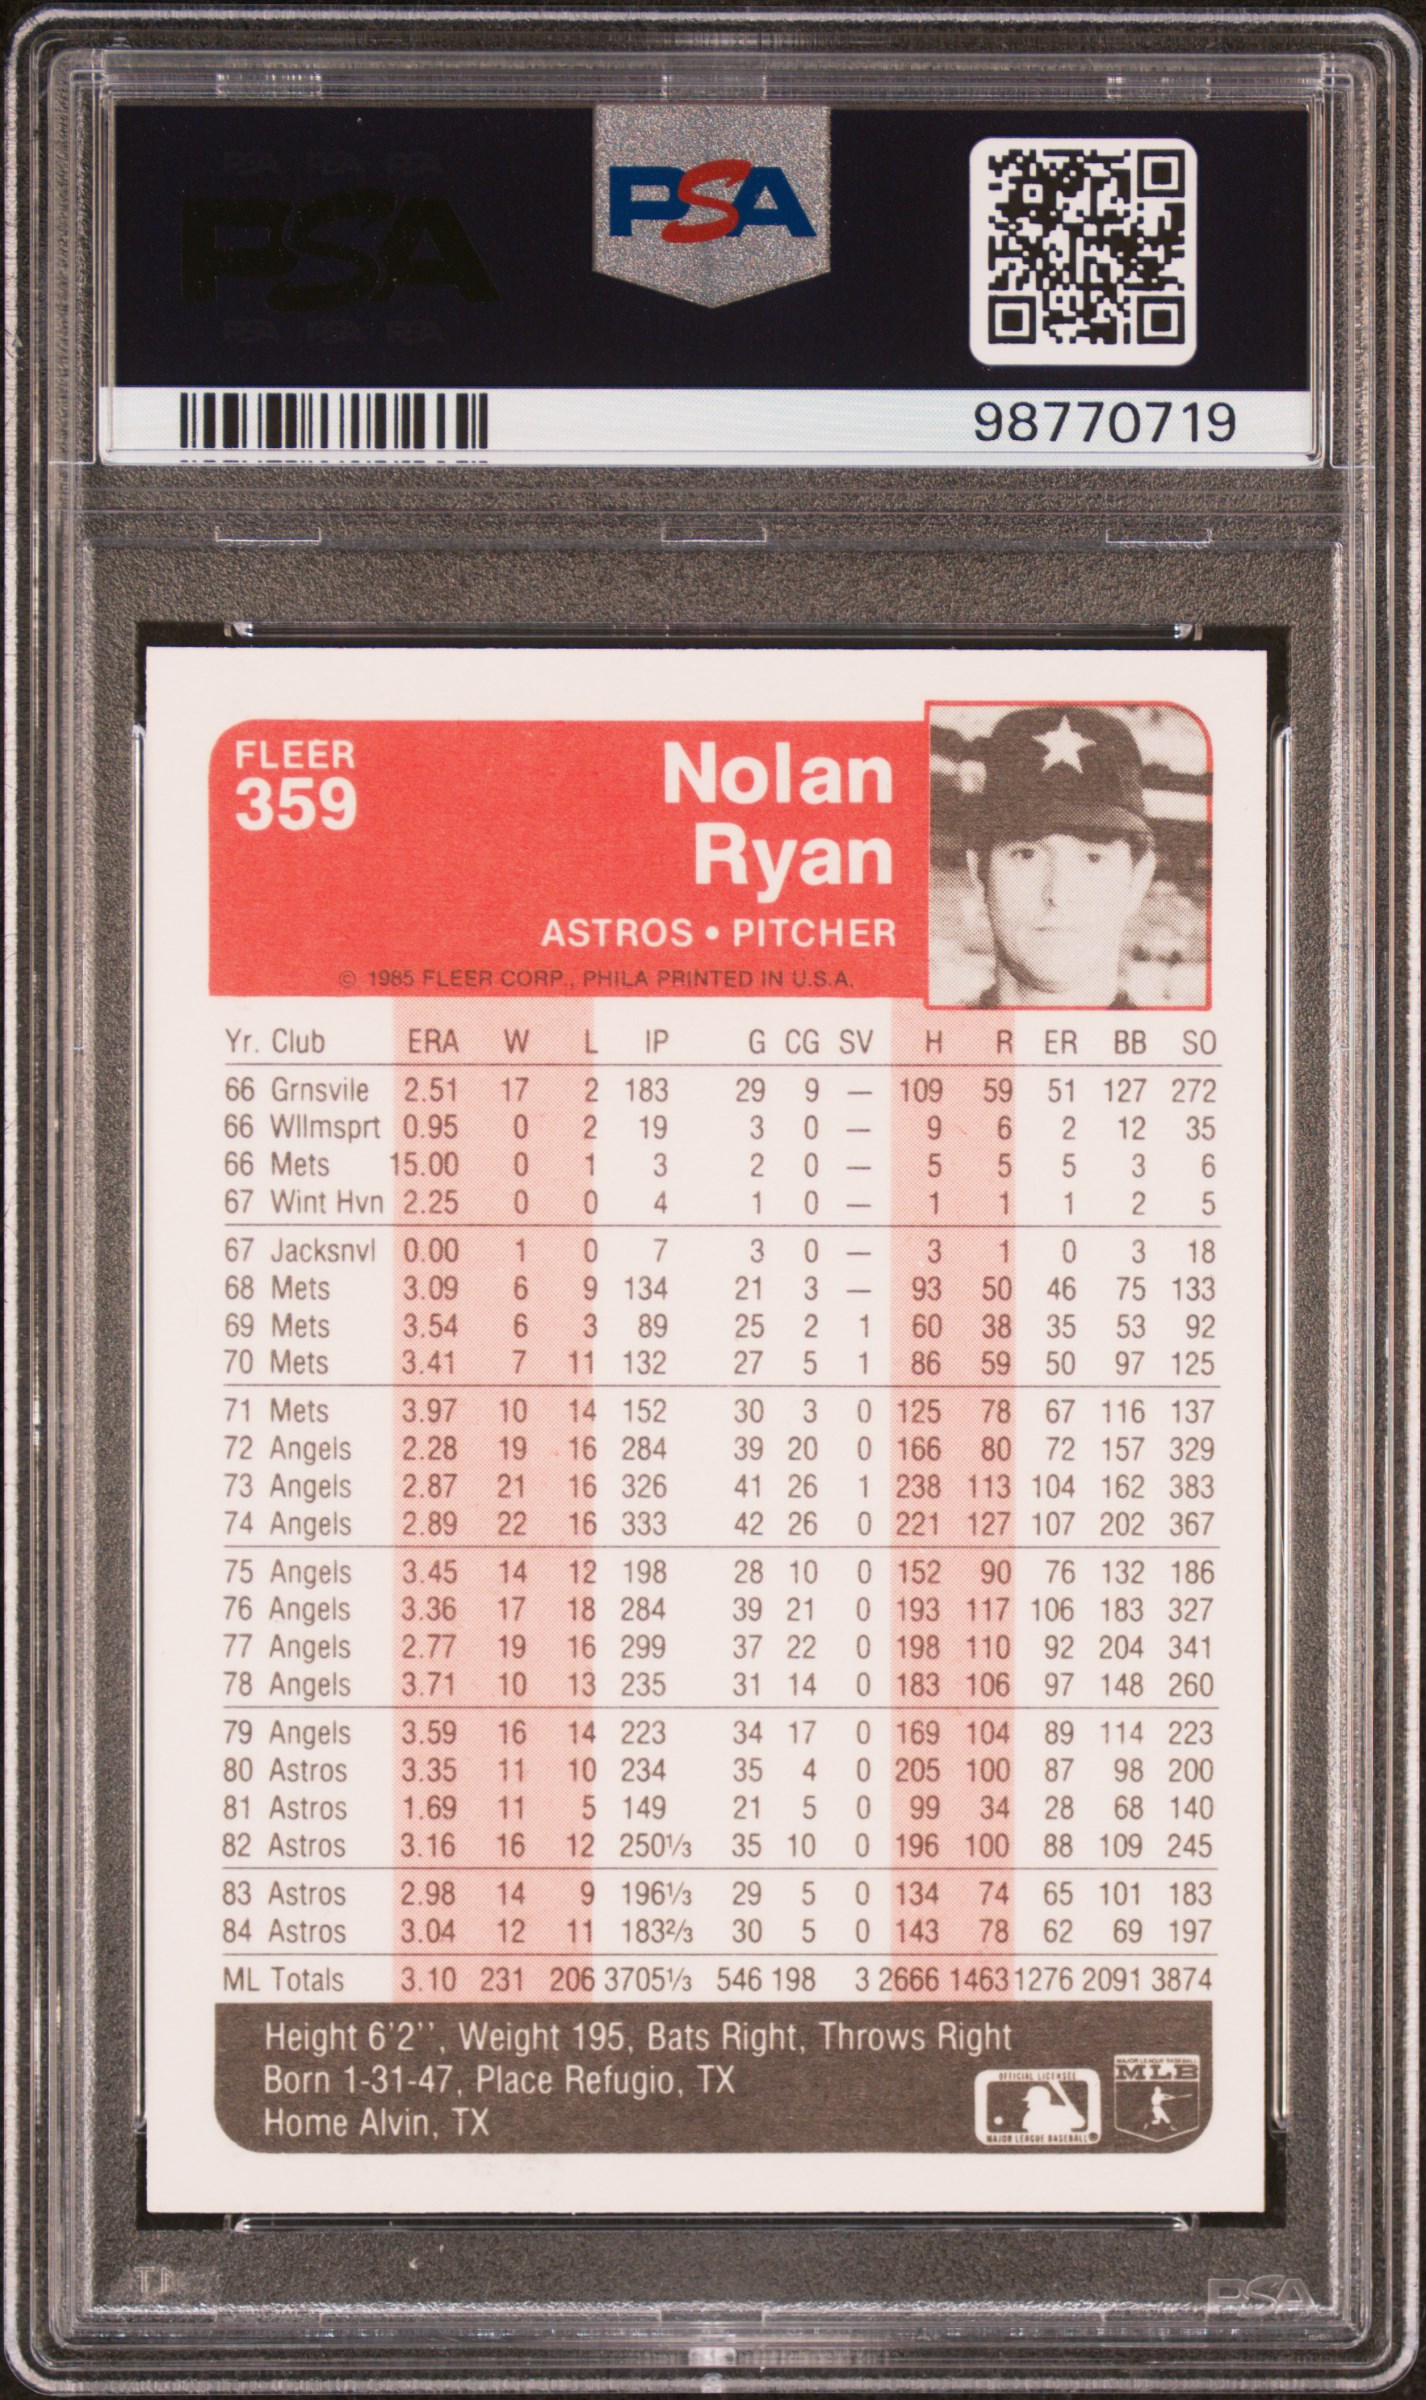 PSA
PSA
98770719
FLEER
359
Nolan
Ryan
ASTROS • PITCHER
© 1985 FLEER CORP., PHILA PRINTED IN U.S.A.
Yr. Club ERA W L IP G CG SV H R ER BB SO
66 Grnsvile 2.51 17 2 183 29 9 — 109 59 51 127 272
66 Wllmsprt 0.95 0 2 19 3 0 — 9 6 2 12 35
66 Mets 15.00 0 1 3 2 0 — 5 5 5 3 6
67 Wint Hvn 2.25 0 0 4 1 0 — 1 1 1 2 5
67 Jacksnvl 0.00 1 0 7 3 0 — 3 1 0 3 18
68 Mets 3.09 6 9 134 21 3 — 93 50 46 75 133
69 Mets 3.54 6 3 89 25 2 1 60 38 35 53 92
70 Mets 3.41 7 11 132 27 5 1 86 59 50 97 125
71 Mets 3.97 10 14 152 30 3 0 125 78 67 116 137
72 Angels 2.28 19 16 284 39 20 0 166 80 72 157 329
73 Angels 2.87 21 16 326 41 26 1 238 113 104 162 383
74 Angels 2.89 22 16 333 42 26 0 221 127 107 202 367
75 Angels 3.45 14 12 198 28 10 0 152 90 76 132 186
76 Angels 3.36 17 18 284 39 21 0 193 117 106 183 327
77 Angels 2.77 19 16 299 37 22 0 198 110 92 204 341
78 Angels 3.71 10 13 235 31 14 0 183 106 97 148 260
79 Angels 3.59 16 14 223 34 17 0 169 104 89 114 223
80 Astros 3.35 11 10 234 35 4 0 205 100 87 98 200
81 Astros 1.69 11 5 149 21 5 0 99 34 28 68 140
82 Astros 3.16 16 12 250⅓ 35 10 0 196 100 88 109 245
83 Astros 2.98 14 9 196⅓ 29 5 0 134 74 65 101 183
84 Astros 3.04 12 11 183⅔ 30 5 0 143 78 62 69 197
ML Totals 3.10 231 206 3705⅓ 546 198 3 2666 1463 1276 2091 3874
Height 6'2'', Weight 195, Bats Right, Throws Right
Born 1-31-47, Place Refugio, TX
Home Alvin, TX
OFFICIAL LICENSEE
MAJOR LEAGUE BASEBALL®
MAJOR LEAGUE BASEBALL
MLB
PSA